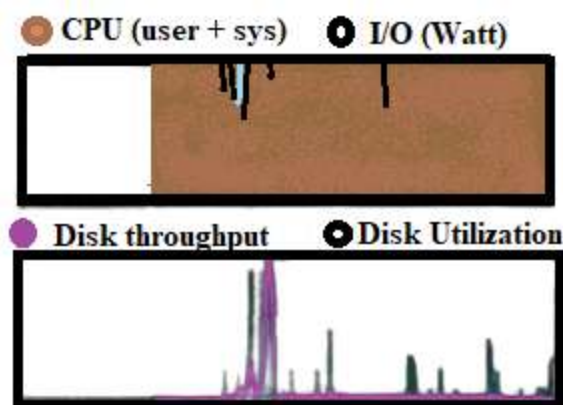 CPU (user + sys) I/O (Watt)
Disk throughput Disk Utilization